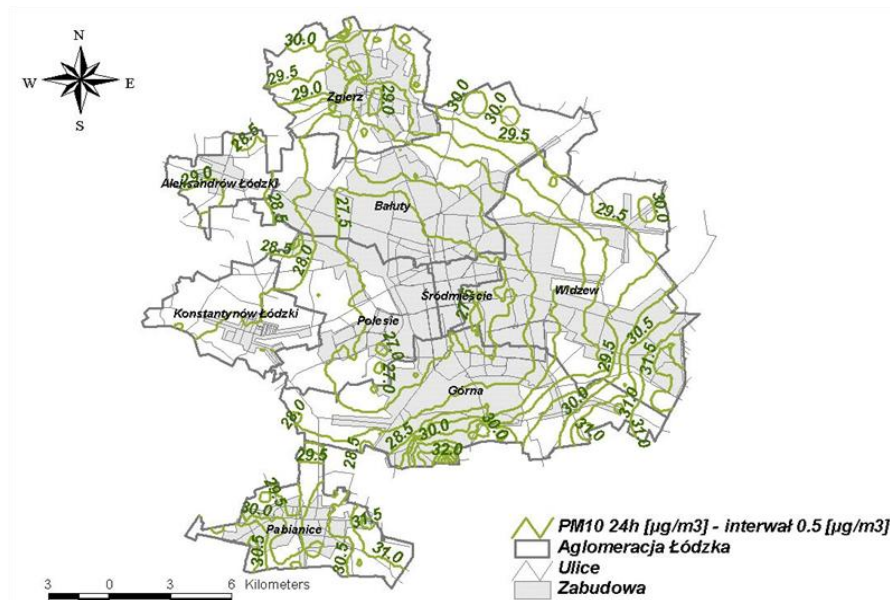 N
W E
S
30.0
29.5
29.0
Zgierz
29.0
30.0
30.0
29.5
28.5
29.0
Aleksandrów Łódzki
28.5
27.5
Bałuty
29.5
30.0
28.5
28.0
Konstantynów Łódzki
Śródmieście
Widzew
Polesie
27.0
27.0
Górna
30.5
29.5
31.5
30.0
31.0
31.0
31.0
28.0
28.5
30.0
30.0
32.0
29.5
28.5
29.5
30.0
Pabianice
31.5
30.5
30.5
31.0
PM10 24h [µg/m3] - interwał 0.5 [µg/m3]
Aglomeracja Łódzka
Ulice
Zabudowa
3 0 3 6 Kilometers